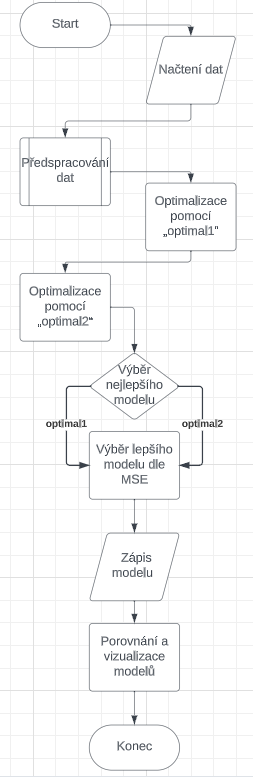 Start
Načtení dat
Předspracování
dat
Optimalizace
pomocí
„optimal1"
Optimalizace
pomocí
„optimal2“
Výběr
nejlepšího
modelu
optimal1
optimal2
Výběr lepšího
modelu dle
MSE
Zápis
modelu
Porovnání a
vizualizace
modelů
Konec